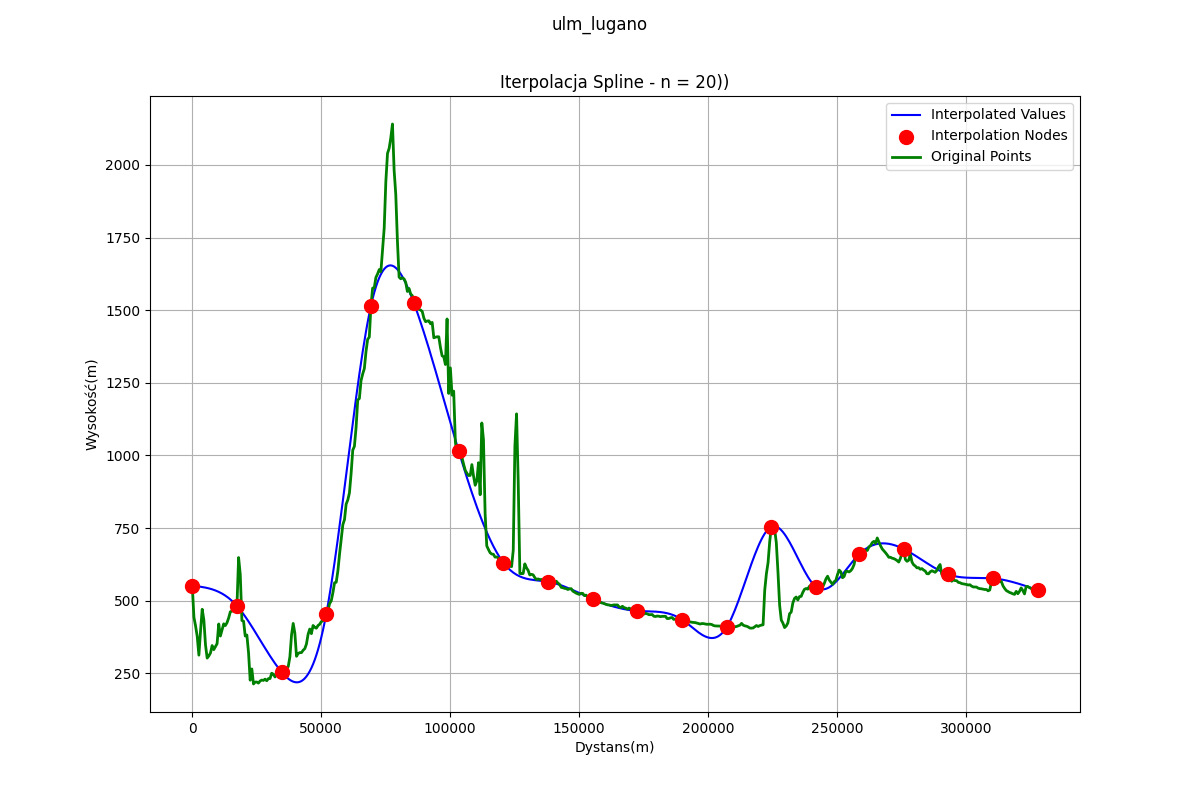 ulm_lugano
Iterpolacja Spline - n = 20))
Interpolated Values
Interpolation Nodes
Original Points
Wysokość(m)
2000
1750
1500
1250
1000
750
500
250
0 50000 100000 150000 200000 250000 300000
Dystans(m)